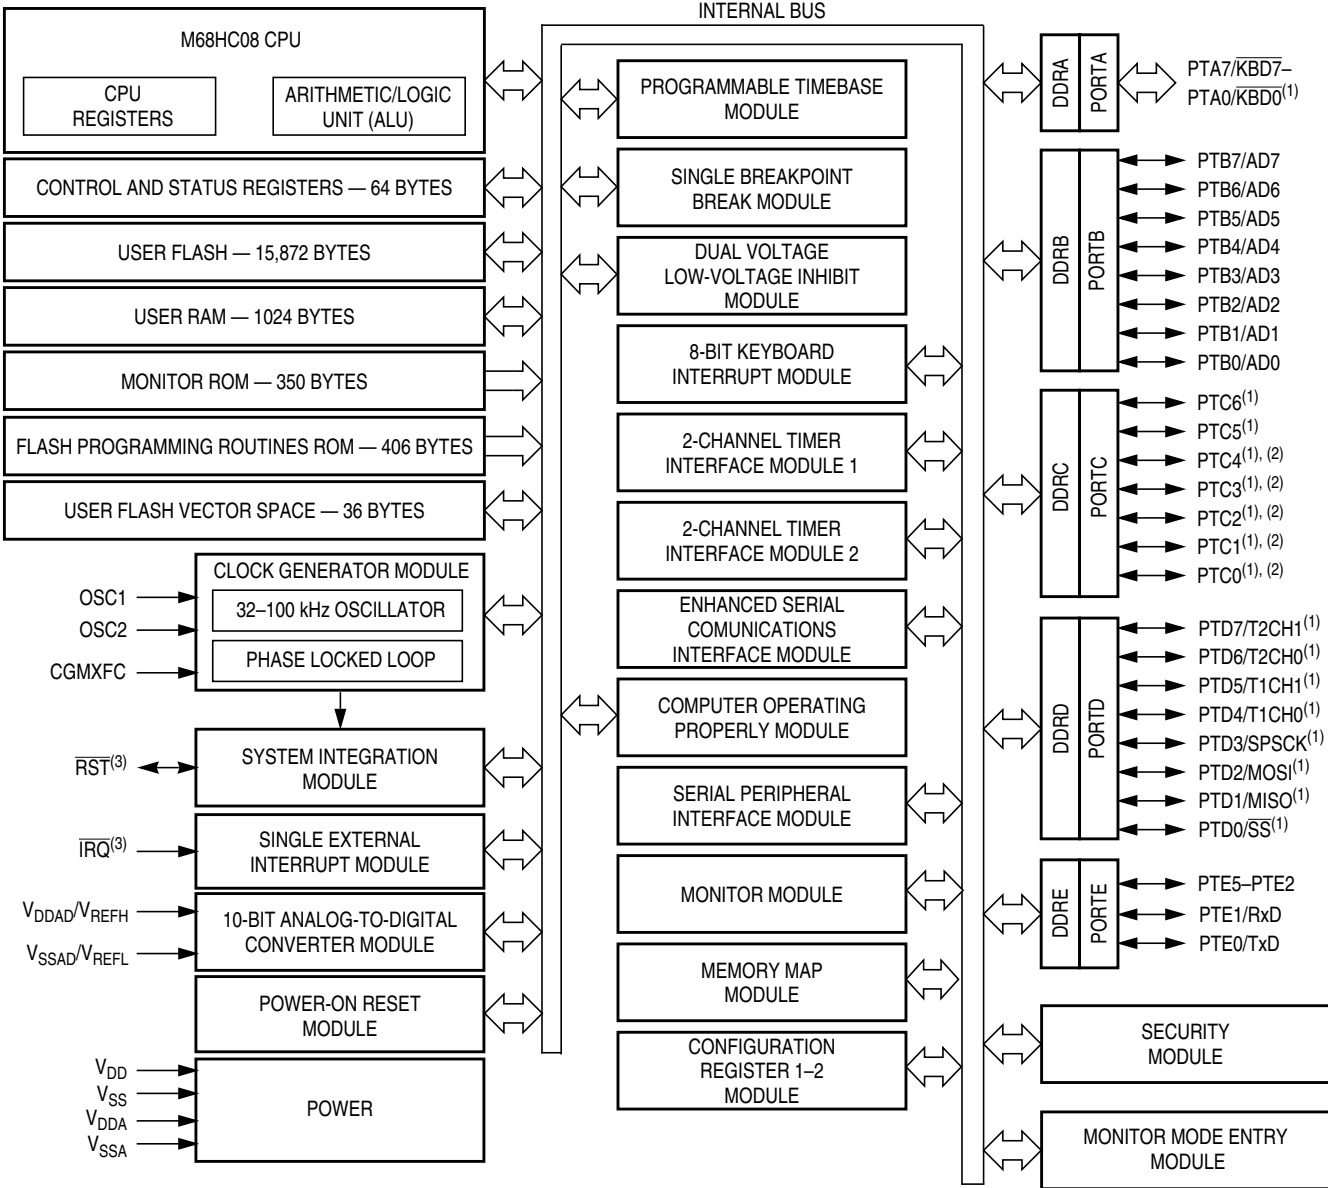 INTERNAL BUS
M68HC08 CPU
CPU
REGISTERS
ARITHMETIC/LOGIC
UNIT (ALU)
CONTROL AND STATUS REGISTERS — 64 BYTES
USER FLASH — 15,872 BYTES
USER RAM — 1024 BYTES
MONITOR ROM — 350 BYTES
FLASH PROGRAMMING ROUTINES ROM — 406 BYTES
USER FLASH VECTOR SPACE — 36 BYTES
CLOCK GENERATOR MODULE
32–100 kHz OSCILLATOR
PHASE LOCKED LOOP
OSC1
OSC2
CGMXFC
SYSTEM INTEGRATION
MODULE
RST(3)
SINGLE EXTERNAL
INTERRUPT MODULE
IRQ(3)
10-BIT ANALOG-TO-DIGITAL
CONVERTER MODULE
VDDAD/VREFH
VSSAD/VREFL
POWER-ON RESET
MODULE
POWER
VDD
VSS
VDDA
VSSA
PROGRAMMABLE TIMEBASE
MODULE
SINGLE BREAKPOINT
BREAK MODULE
DUAL VOLTAGE
LOW-VOLTAGE INHIBIT
MODULE
8-BIT KEYBOARD
INTERRUPT MODULE
2-CHANNEL TIMER
INTERFACE MODULE 1
2-CHANNEL TIMER
INTERFACE MODULE 2
ENHANCED SERIAL
COMUNICATIONS
INTERFACE MODULE
COMPUTER OPERATING
PROPERLY MODULE
SERIAL PERIPHERAL
INTERFACE MODULE
MONITOR MODULE
MEMORY MAP
MODULE
CONFIGURATION
REGISTER 1–2
MODULE
DDRA
PORTA
PTA7/KBD7–
PTA0/KBD0(1)
DDRB
PORTB
PTB7/AD7
PTB6/AD6
PTB5/AD5
PTB4/AD4
PTB3/AD3
PTB2/AD2
PTB1/AD1
PTB0/AD0
DDRC
PORTC
PTC6(1)
PTC5(1)
PTC4(1), (2)
PTC3(1), (2)
PTC2(1), (2)
PTC1(1), (2)
PTC0(1), (2)
DDRD
PORTD
PTD7/T2CH1(1)
PTD6/T2CH0(1)
PTD5/T1CH1(1)
PTD4/T1CH0(1)
PTD3/SPSCK(1)
PTD2/MOSI(1)
PTD1/MISO(1)
PTD0/SS(1)
DDRE
PORTE
PTE5–PTE2
PTE1/RxD
PTE0/TxD
SECURITY
MODULE
MONITOR MODE ENTRY
MODULE